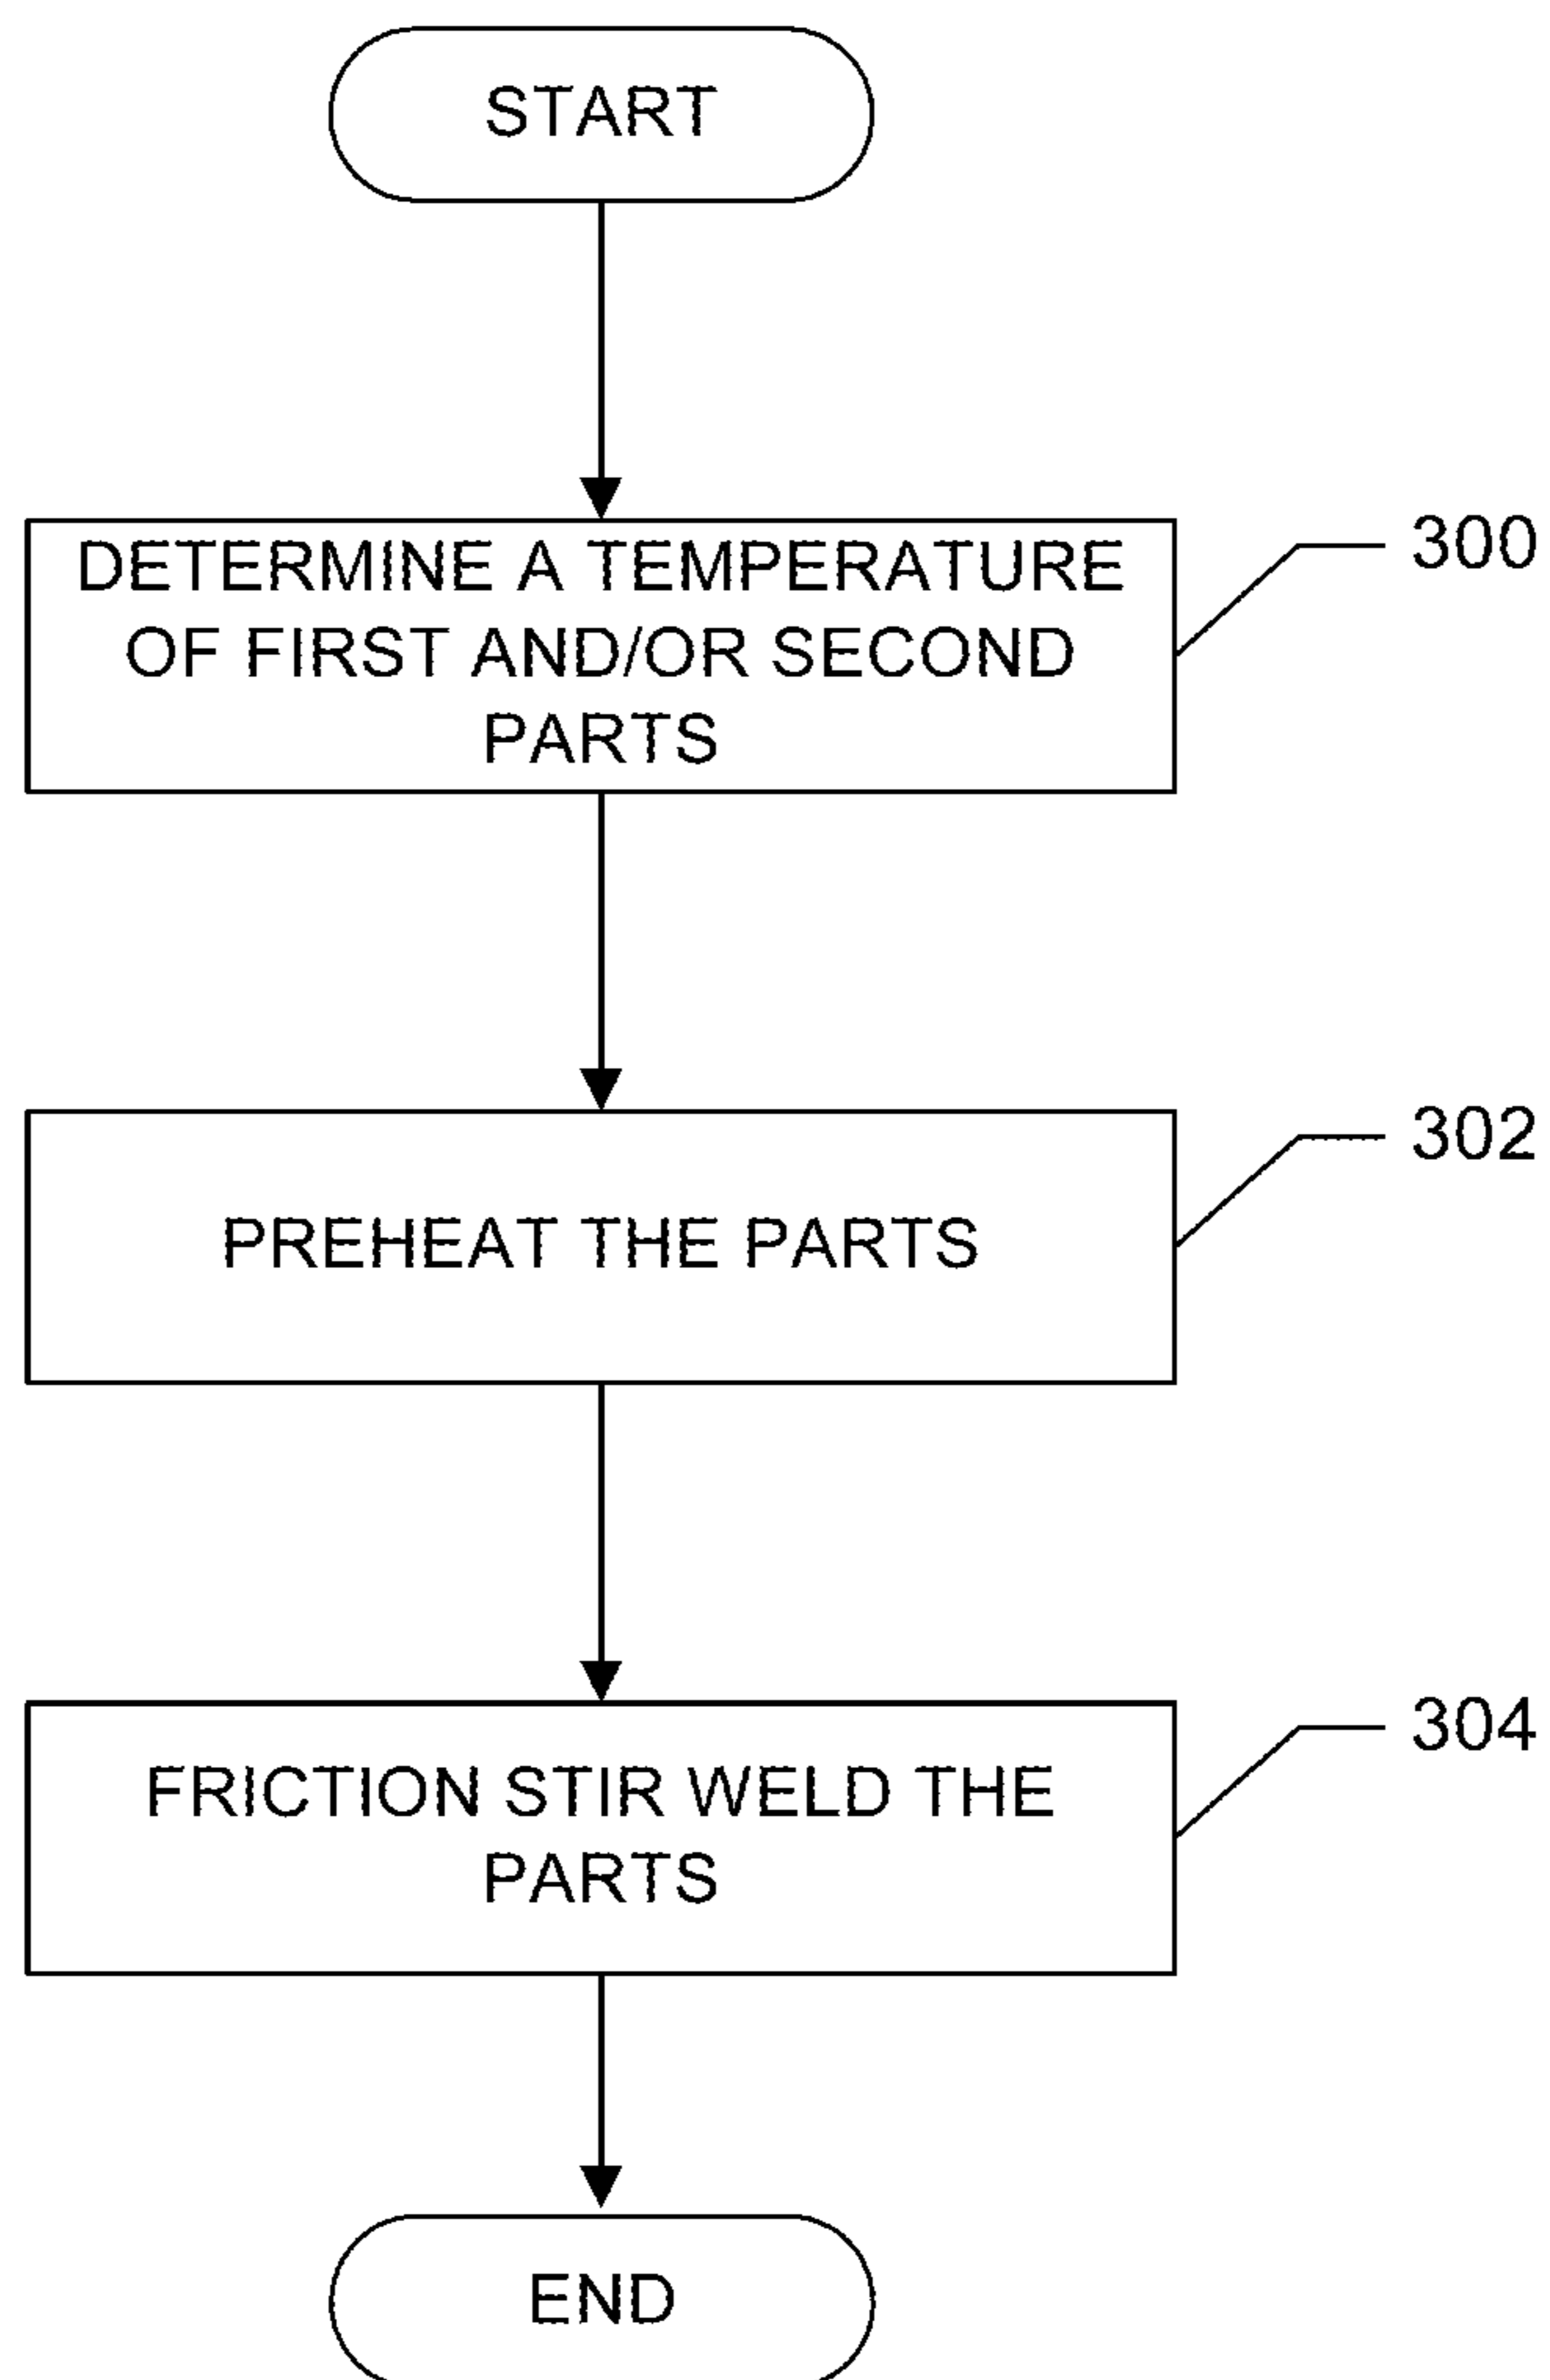 START
DETERMINE A TEMPERATURE
OF FIRST AND/OR SECOND
PARTS
300
PREHEAT THE PARTS
302
FRICTION STIR WELD THE
PARTS
304
END